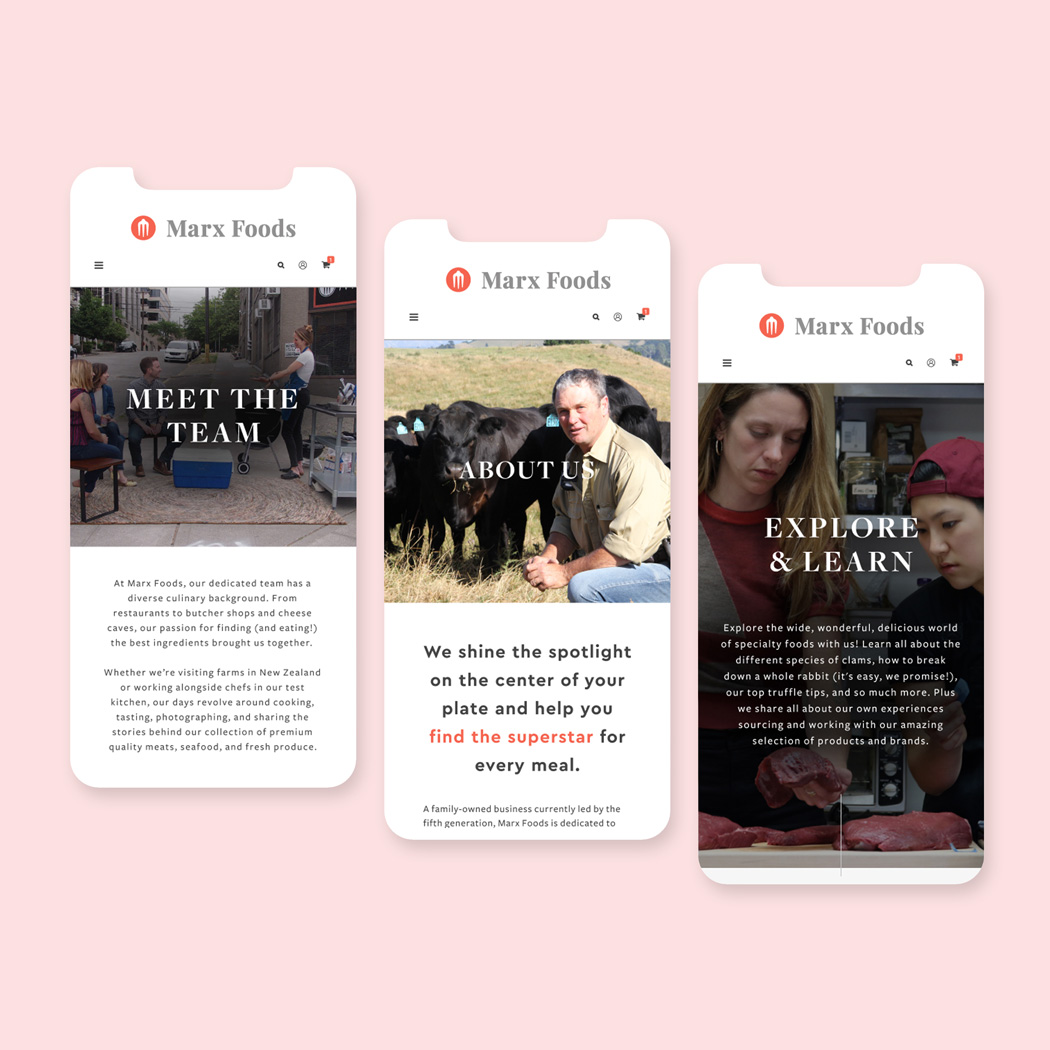 Marx Foods
1
MEET THE
TEAM
At Marx Foods, our dedicated team has a
diverse culinary background. From
restaurants to butcher shops and cheese
caves, our passion for finding (and eating!)
the best ingredients brought us together.
Whether we're visiting farms in New Zealand
or working alongside chefs in our test
kitchen, our days revolve around cooking,
tasting, photographing, and sharing the
stories behind our collection of premium
quality meats, seafood, and fresh produce.
Marx Foods
1
ABOUT US
We shine the spotlight
on the center of your
plate and help you
find the superstar for
every meal.
A family-owned business currently led by the
fifth generation, Marx Foods is dedicated to
Marx Foods
1
EXPLORE
& LEARN
Explore the wide, wonderful, delicious world
of specialty foods with us! Learn all about the
different species of clams, how to break
down a whole rabbit (it's easy, we promise!),
our top truffle tips, and so much more. Plus
we share all about our own experiences
sourcing and working with our amazing
selection of products and brands.